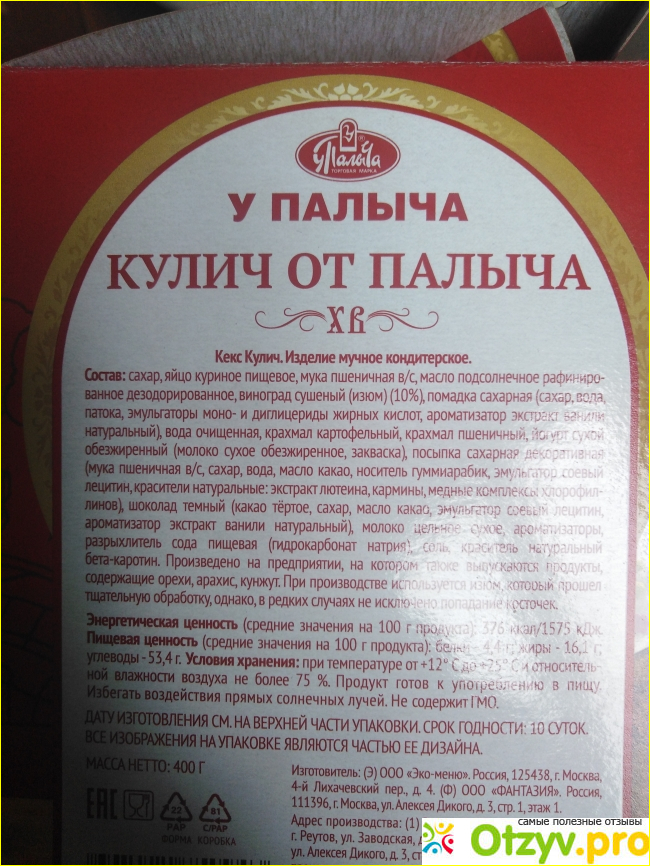 У Палыча
®
ТОРГОВАЯ МАРКА
У ПАЛЫЧА
КУЛИЧ ОТ ПАЛЫЧА
ХВ
Кекс Кулич. Изделие мучное кондитерское.
Состав: сахар, яйцо куриное пищевое, мука пшеничная в/с, масло подсолнечное рафиниро-
ванное дезодорированное, виноград сушеный (изюм) (10%), помадка сахарная (сахар, вода,
патока, эмульгаторы моно- и диглицериды жирных кислот, ароматизатор экстракт ванили
натуральный), вода очищенная, крахмал картофельный, крахмал пшеничный, йогурт сухой
обезжиренный (молоко сухое обезжиренное, закваска), посыпка сахарная декоративная
(мука пшеничная в/с, сахар, вода, масло какао, носитель гуммиарабик, эмульгатор соевый
лецитин, красители натуральные: экстракт лютеина, кармины, медные комплексы хлорофил-
линов), шоколад темный (какао тёртое, сахар, масло какао, эмульгатор соевый лецитин,
ароматизатор экстракт ванили натуральный), молоко цельное сухое, ароматизаторы,
разрыхлитель сода пищевая (гидрокарбонат натрия), соль, краситель натуральный
бета-каротин. Произведено на предприятии, на котором также выпускаются продукты,
содержащие орехи, арахис, кунжут. При производстве используется изюм, который прошел
тщательную обработку, однако, в редких случаях не исключено попадание косточек.
Энергетическая ценность (средние значения на 100 г продукта): 376 ккал/1575 кДж.
Пищевая ценность (средние значения на 100 г продукта): белки - 4,4 г; жиры - 16,1 г;
углеводы - 53,4 г. Условия хранения: при температуре от +12° С до +25° С и относитель-
ной влажности воздуха не более 75 %. Продукт готов к употреблению в пищу.
Избегать воздействия прямых солнечных лучей. Не содержит ГМО.
ДАТУ ИЗГОТОВЛЕНИЯ СМ. НА ВЕРХНЕЙ ЧАСТИ УПАКОВКИ. СРОК ГОДНОСТИ: 10 СУТОК.
ВСЕ ИЗОБРАЖЕНИЯ НА УПАКОВКЕ ЯВЛЯЮТСЯ ЧАСТЬЮ ЕЕ ДИЗАЙНА.
МАССА НЕТТО: 400 Г
EAC
22
PAP
ФОРМА
81
C/PAP
КОРОБКА
Изготовитель: (Э) ООО «Эко-меню». Россия, 125438, г. Москва,
4-й Лихачевский пер., д. 4. (Ф) ООО «ФАНТАЗИЯ». Россия,
111396, г. Москва, ул. Алексея Дикого, д. 3, стр. 1, этаж 1.
Адрес производства: (1)
г. Реутов, ул. Заводская,
ул. Алексея Дикого, д. 3, ст
самые полезные отзывы
Otzyv.pro